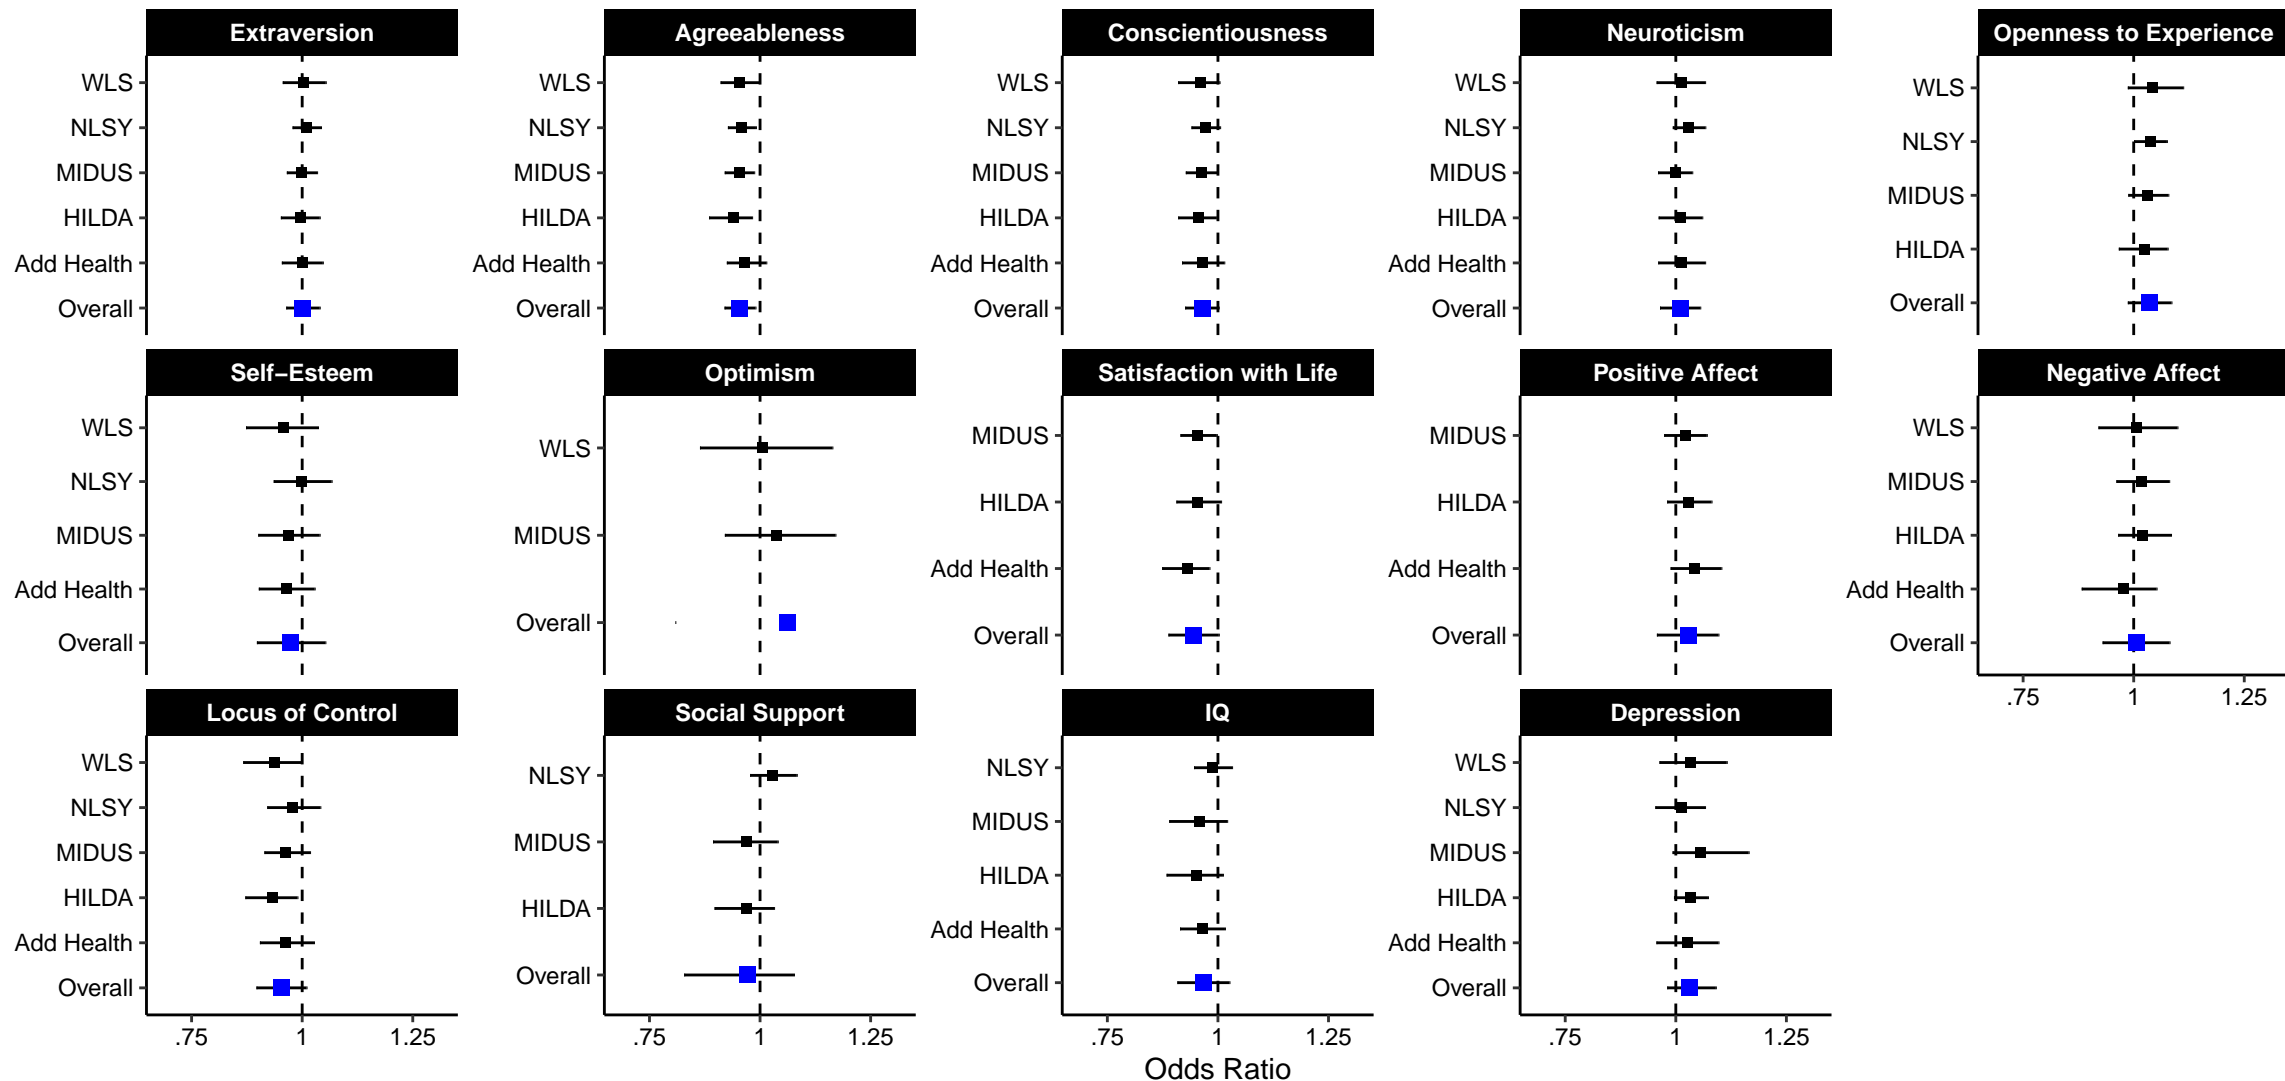 Extraversion
WLS
NLSY
MIDUS
HILDA
Add Health
Overall
Agreeableness
WLS
NLSY
MIDUS
HILDA
Add Health
Overall
Conscientiousness
WLS
NLSY
MIDUS
HILDA
Add Health
Overall
Neuroticism
WLS
NLSY
MIDUS
HILDA
Add Health
Overall
Openness to Experience
WLS
NLSY
MIDUS
HILDA
Overall
Self−Esteem
WLS
NLSY
MIDUS
Add Health
Overall
Optimism
WLS
MIDUS
Overall
Satisfaction with Life
MIDUS
HILDA
Add Health
Overall
Positive Affect
MIDUS
HILDA
Add Health
Overall
Negative Affect
WLS
MIDUS
HILDA
Add Health
Overall
.75 1 1.25
Locus of Control
WLS
NLSY
MIDUS
HILDA
Add Health
Overall
.75 1 1.25
Social Support
NLSY
MIDUS
HILDA
Overall
.75 1 1.25
IQ
NLSY
MIDUS
HILDA
Add Health
Overall
.75 1 1.25
Depression
WLS
NLSY
MIDUS
HILDA
Add Health
Overall
.75 1 1.25
Odds Ratio